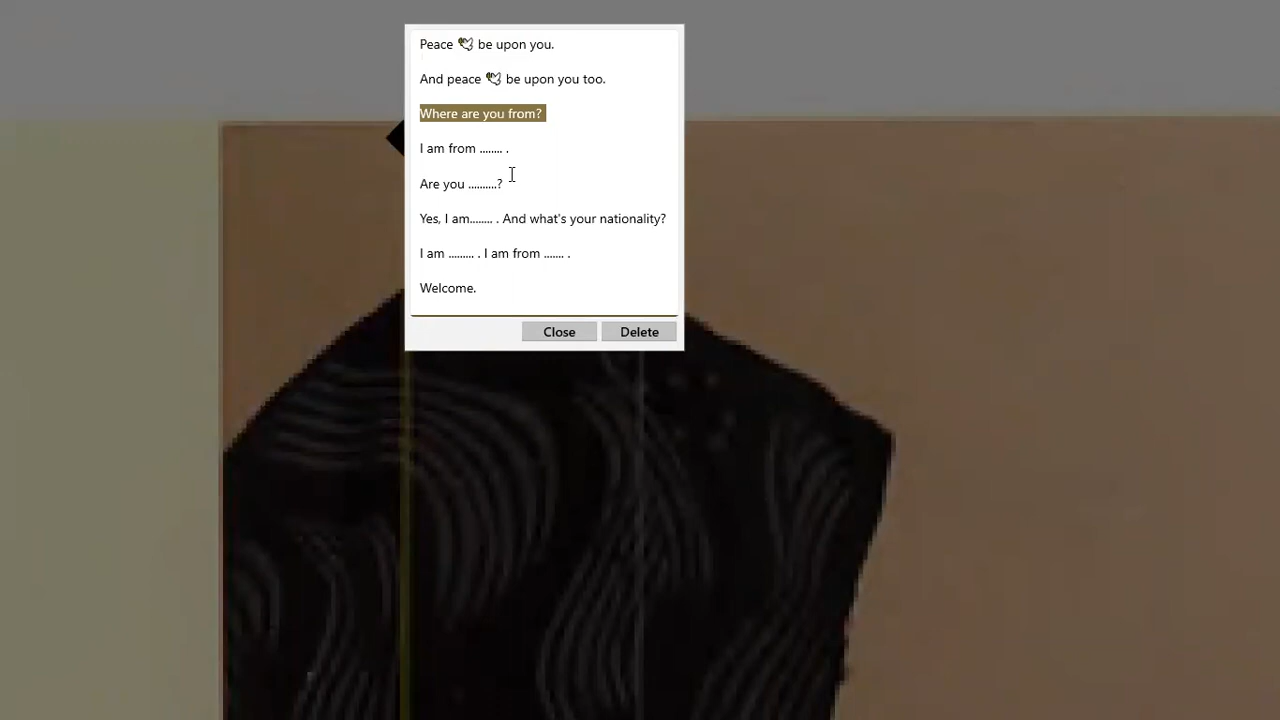 Peace 🕊 be upon you.
And peace 🕊 be upon you too.
Where are you from?
I am from ........ .
Are you ..........?
Yes, I am........ . And what's your nationality?
I am ......... . I am from ....... .
Welcome.
Close Delete